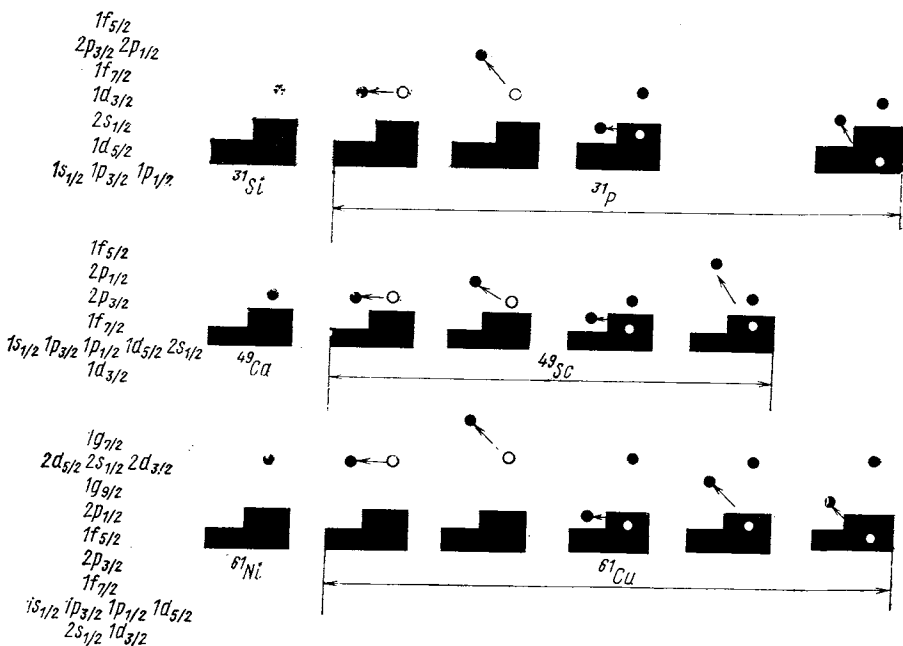 1f5/2
2p3/2 2p1/2
1f7/2
1d3/2
2s1/2
1d5/2
1s1/2 1p3/2 1p1/2
31Si
31P
1f5/2
2p1/2
2p3/2
1f7/2
1s1/2 1p3/2 1p1/2 1d5/2 2s1/2
1d3/2
49Ca
49Sc
1g7/2
2d5/2 2s1/2 2d3/2
1g9/2
2p1/2
1f5/2
2p3/2
1f7/2
1s1/2 1p3/2 1p1/2 1d5/2
2s1/2 1d3/2
61Ni
61Cu